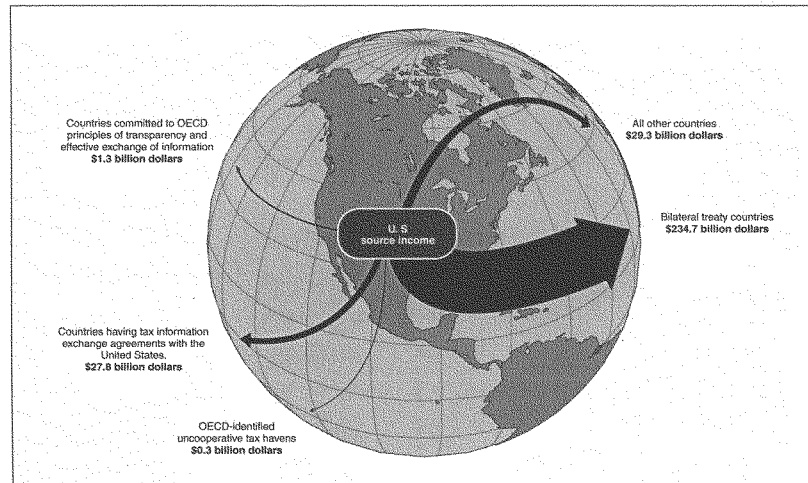 Countries committed to OECD
principles of transparency and
effective exchange of information
$1.3 billion dollars
All other countries
$29.3 billion dollars
U. S
source income
Bilateral treaty countries
$234.7 billion dollars
Countries having tax information
exchange agreements with the
United States.
$27.8 billion dollars
OECD-identified
uncooperative tax havens
$0.3 billion dollars